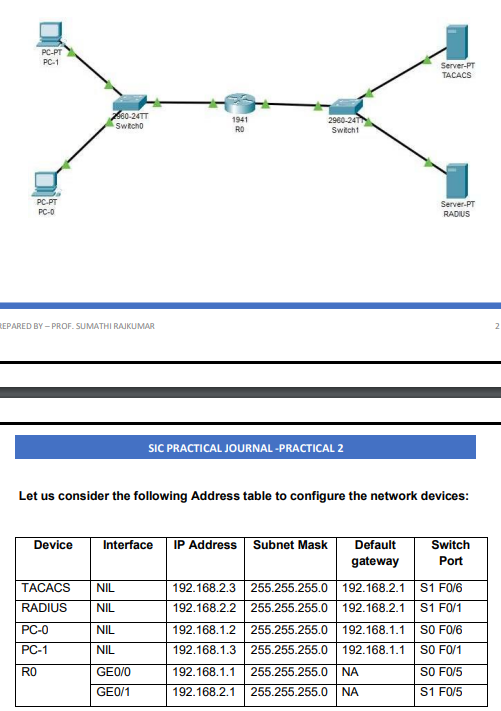 PC-PT
PC-1
Server-PT
TACACS
2960-24TT
Switch0
1941
R0
2960-24TT
Switch1
PC-PT
PC-0
Server-PT
RADIUS
REPARED BY – PROF. SUMATHI RAJKUMAR 2
SIC PRACTICAL JOURNAL -PRACTICAL 2
Let us consider the following Address table to configure the network devices:
Device Interface IP Address Subnet Mask Default gateway Switch Port
TACACS NIL 192.168.2.3 255.255.255.0 192.168.2.1 S1 F0/6
RADIUS NIL 192.168.2.2 255.255.255.0 192.168.2.1 S1 F0/1
PC-0 NIL 192.168.1.2 255.255.255.0 192.168.1.1 S0 F0/6
PC-1 NIL 192.168.1.3 255.255.255.0 192.168.1.1 S0 F0/1
R0 GE0/0 192.168.1.1 255.255.255.0 NA S0 F0/5
GE0/1 192.168.2.1 255.255.255.0 NA S1 F0/5